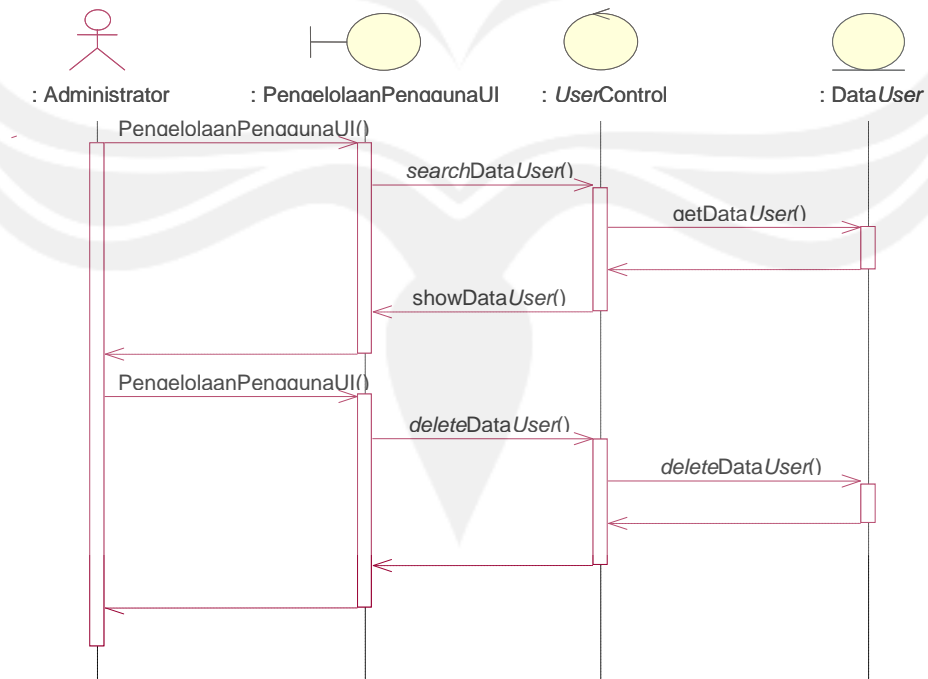 : Administrator
: PengelolaanPenggunaUI
: UserControl
: DataUser
PengelolaanPenggunaUI()
searchDataUser()
getDataUser()
showDataUser()
PengelolaanPenggunaUI()
deleteDataUser()
deleteDataUser()